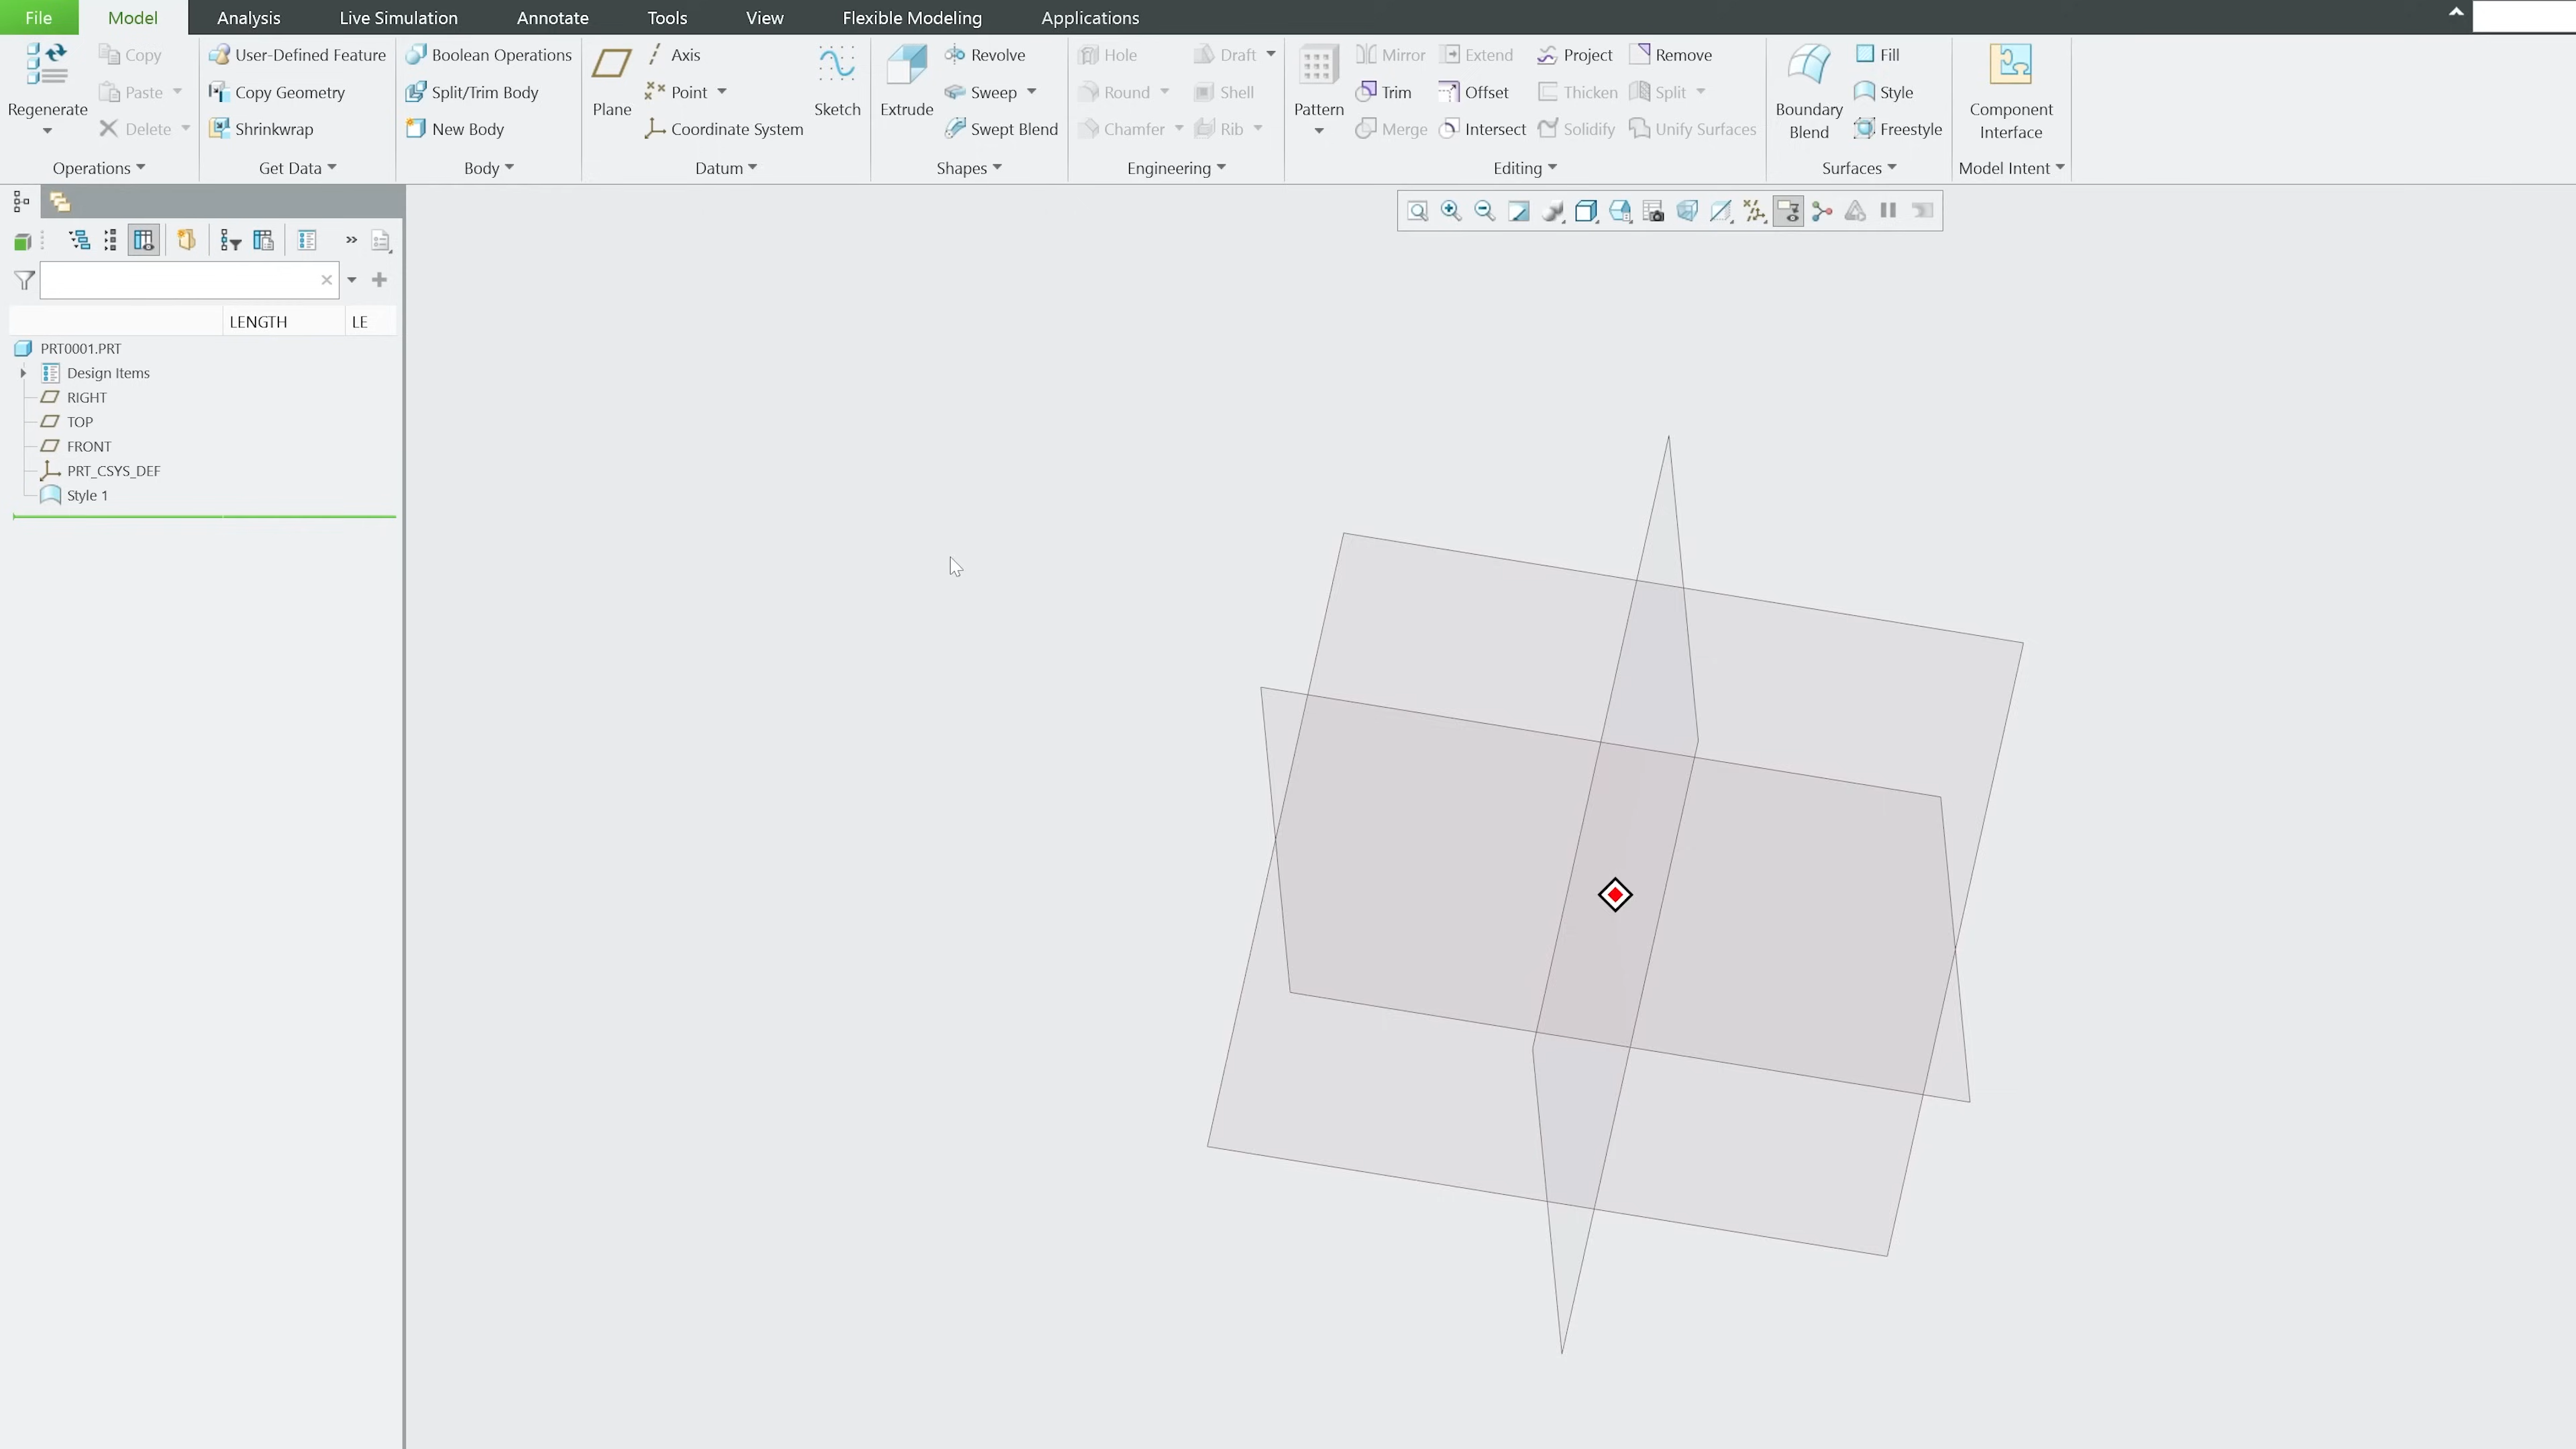 File Model Analysis Live Simulation Annotate Tools View Flexible Modeling Applications
Regenerate
Copy
Paste
Delete
Operations
User-Defined Feature
Copy Geometry
Shrinkwrap
Get Data
Boolean Operations
Split/Trim Body
New Body
Body
Plane
Axis
Point
Coordinate System
Sketch
Datum
Extrude
Revolve
Sweep
Swept Blend
Shapes
Hole
Round
Chamfer
Draft
Shell
Rib
Engineering
Pattern
Mirror
Trim
Merge
Extend
Offset
Intersect
Project
Thicken
Solidify
Remove
Split
Unify Surfaces
Editing
Boundary
Blend
Fill
Style
Freestyle
Surfaces
Component
Interface
Model Intent
LENGTH LE
PRT0001.PRT
Design Items
RIGHT
TOP
FRONT
PRT_CSYS_DEF
Style 1